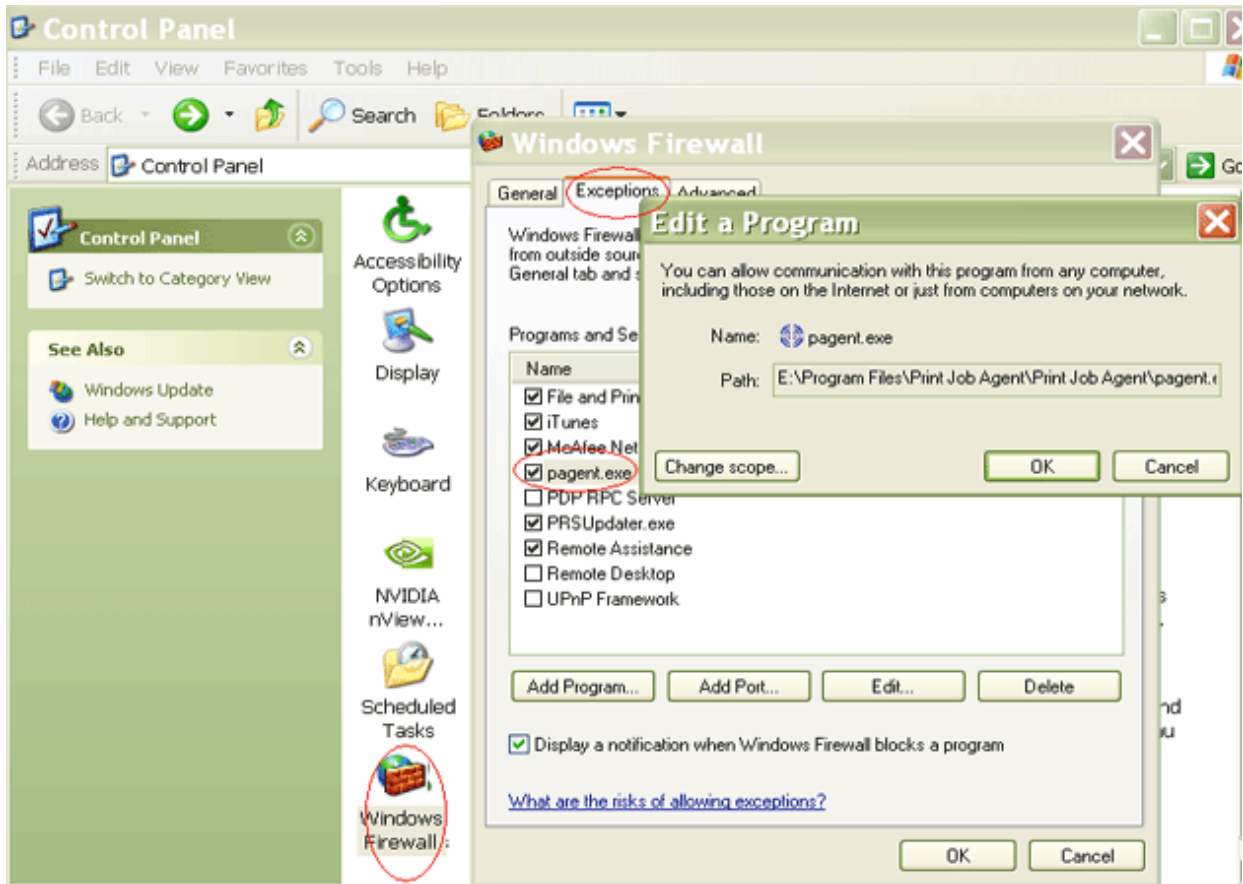 Control Panel
File Edit View Favorites Tools Help
Back Search Folders
Address Control Panel Go
Control Panel
Switch to Category View
See Also
Windows Update
Help and Support
Accessibility
Options
Display
Keyboard
NVIDIA
nView...
Scheduled
Tasks
Windows
Firewall
Windows Firewall
General Exceptions Advanced
Windows Firewall
from outside
General tab and
Programs and
Name
File and
iTunes
McAfee
pagent.exe
PDP RPC Server
PRSUpdater.exe
Remote Assistance
Remote Desktop
UPnP Framework
Add Program... Add Port... Edit... Delete
Display a notification when Windows Firewall blocks a program
What are the risks of allowing exceptions?
OK Cancel
Edit a Program
You can allow communication with this program from any computer,
including those on the Internet or just from computers on your network.
Name: pagent.exe
Path: E:\Program Files\Print Job Agent\Print Job Agent\pagent.e
Change scope... OK Cancel